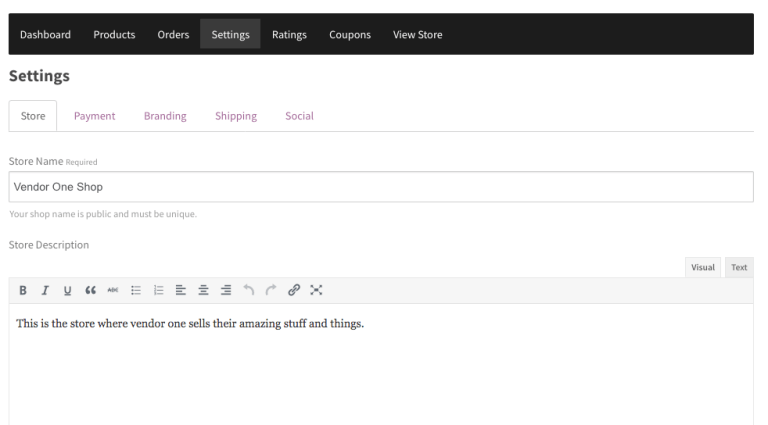 Dashboard Products Orders Settings Ratings Coupons View Store
Settings
Store Payment Branding Shipping Social
Store Name Required
Vendor One Shop
Your shop name is public and must be unique.
Store Description
Visual Text
B I U “ ABC
This is the store where vendor one sells their amazing stuff and things.